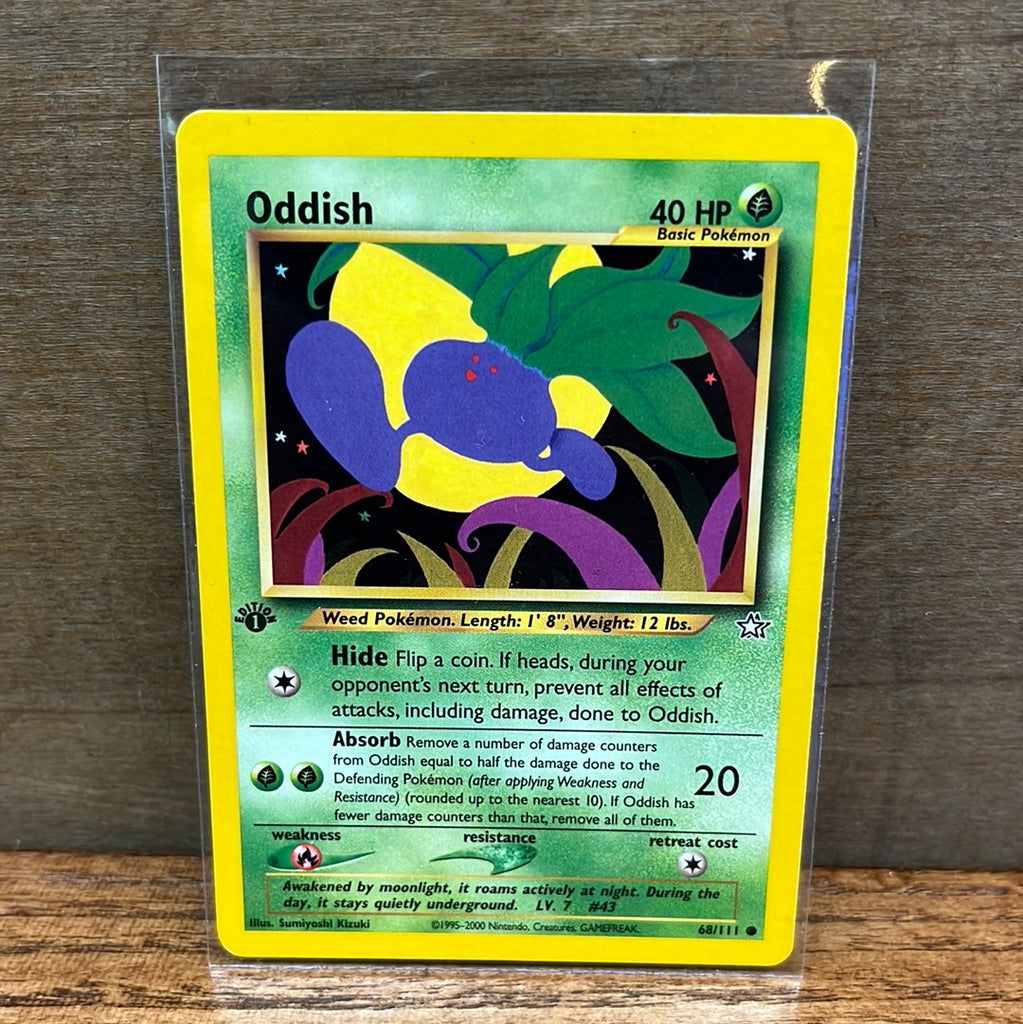 Oddish
40 HP
Basic Pokémon
EDITION
1
Weed Pokémon. Length: 1' 8", Weight: 12 lbs.
Hide Flip a coin. If heads, during your
opponent's next turn, prevent all effects of
attacks, including damage, done to Oddish.
Absorb Remove a number of damage counters
from Oddish equal to half the damage done to the
Defending Pokémon (after applying Weakness and
Resistance) (rounded up to the nearest 10). If Oddish has
fewer damage counters than that, remove all of them.
20
weakness
resistance
retreat cost
Awakened by moonlight, it roams actively at night. During the
day, it stays quietly underground. LV. 7 #43
Illus. Sumiyoshi Kizuki
©1995–2000 Nintendo, Creatures, GAMEFREAK.
68/111